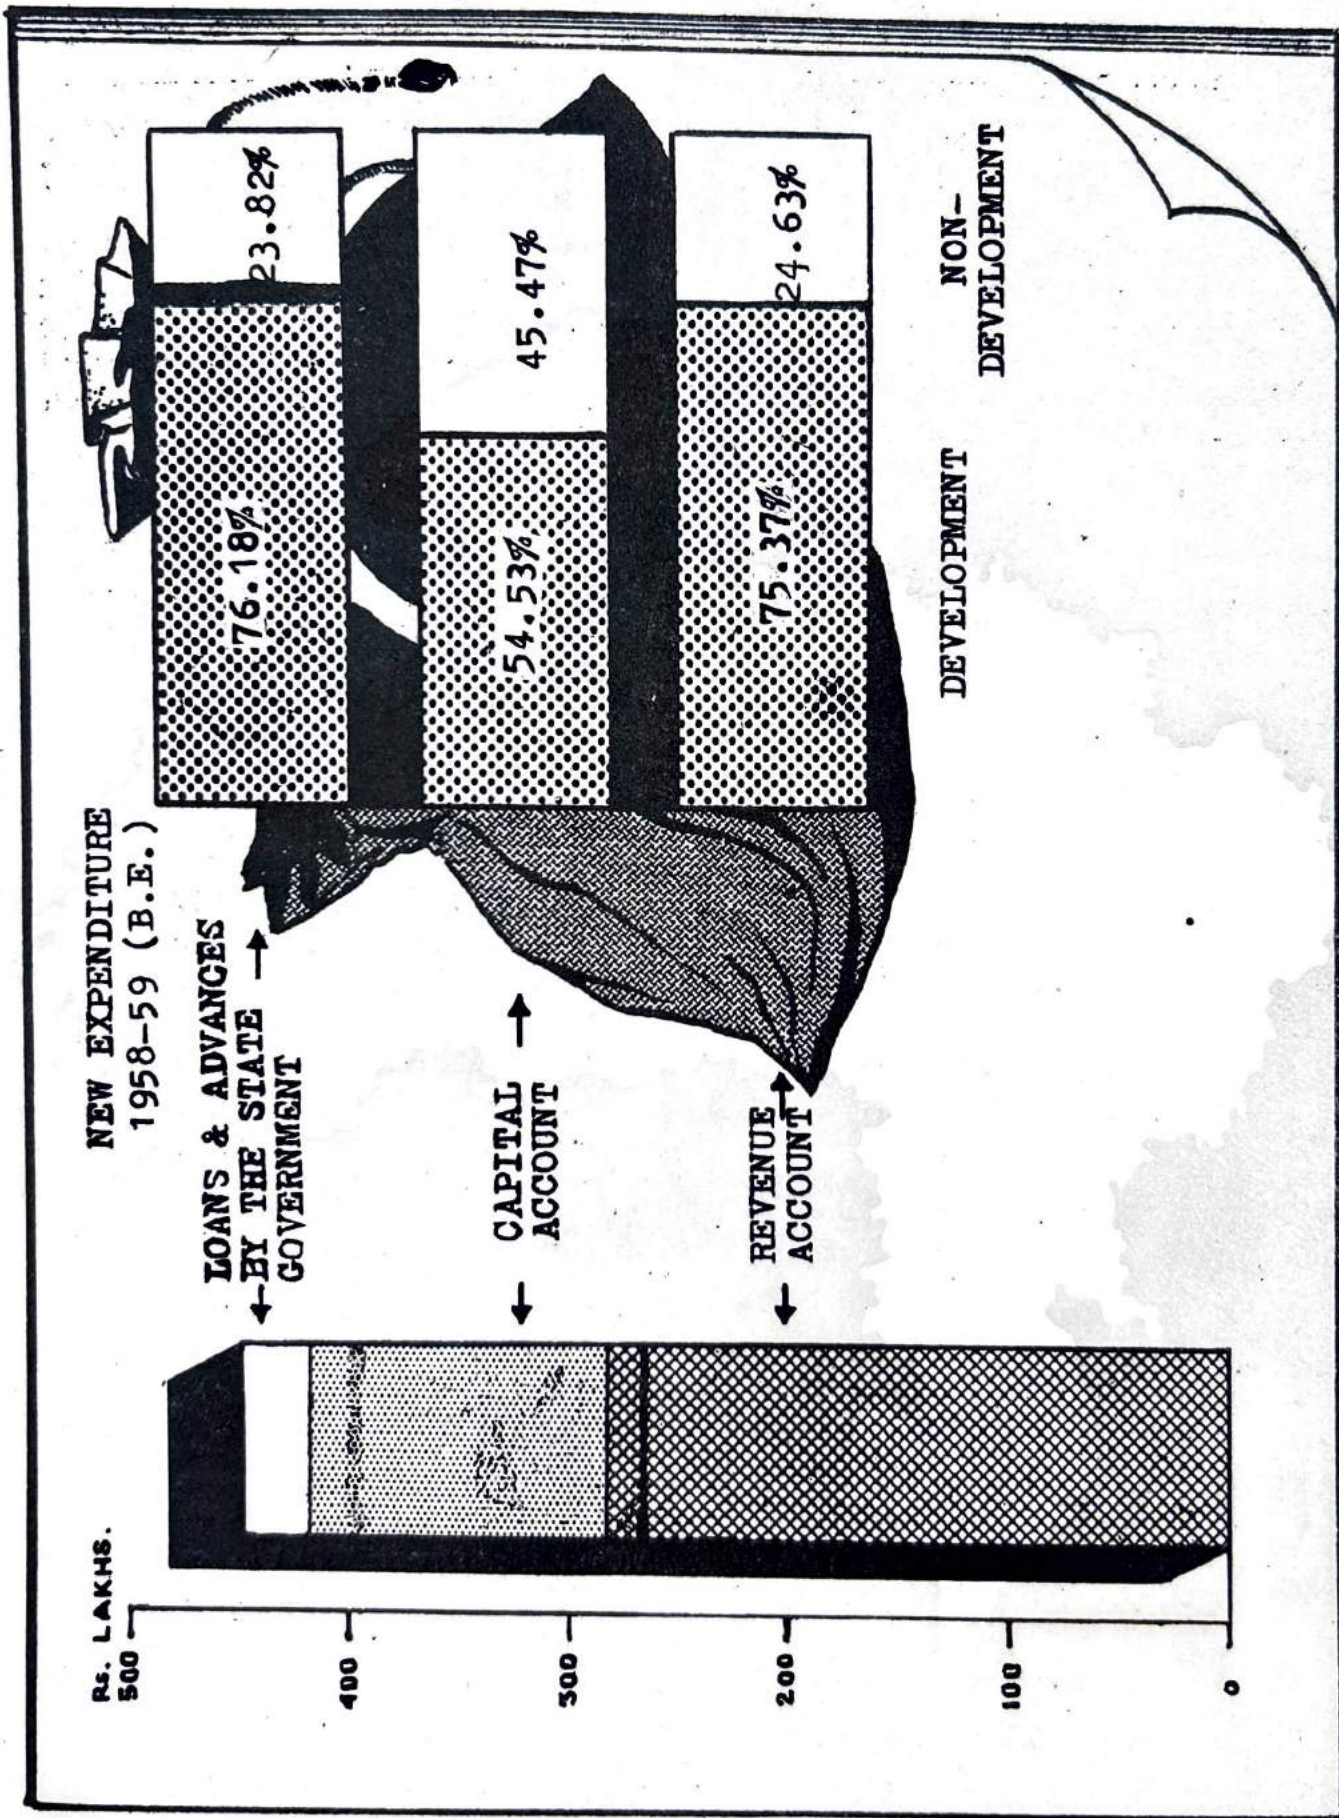 NEW EXPENDITURE
1958-59 (B.E.)
Rs. LAKHS.
500
400
300
200
100
0
LOANS & ADVANCES
BY THE STATE
GOVERNMENT
CAPITAL
ACCOUNT
REVENUE
ACCOUNT
76.18%
23.82%
54.53%
45.47%
75.37%
24.63%
DEVELOPMENT
NON-
DEVELOPMENT